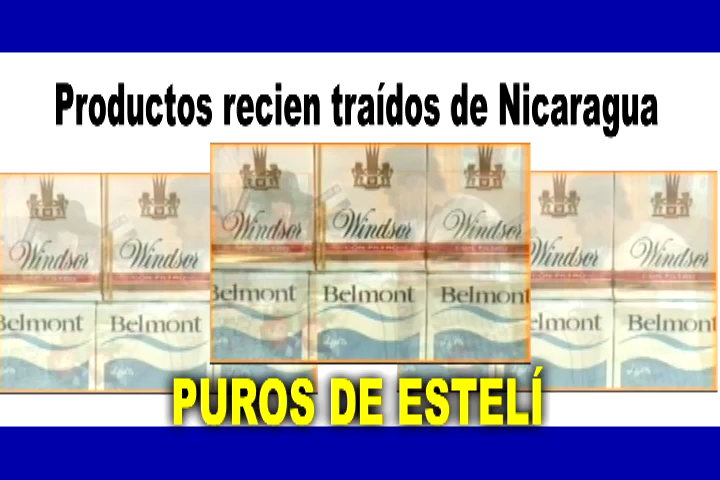 Productos recien traídos de Nicaragua
Windsor Windsor Windsor Windsor Windsor Windsor Windsor
Belmont Belmont Belmont Belmont Belmont Belmont Belmont
PUROS DE ESTELÍ